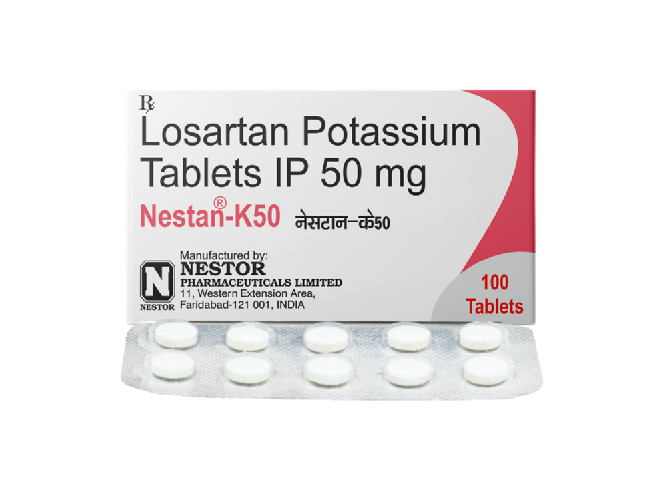 Rx
Losartan Potassium
Tablets IP 50 mg
Nestan®-K50 नेसटान-के50
Manufactured by:
NESTOR
PHARMACEUTICALS LIMITED
11, Western Extension Area,
Faridabad-121 001, INDIA
N
NESTOR
100
Tablets